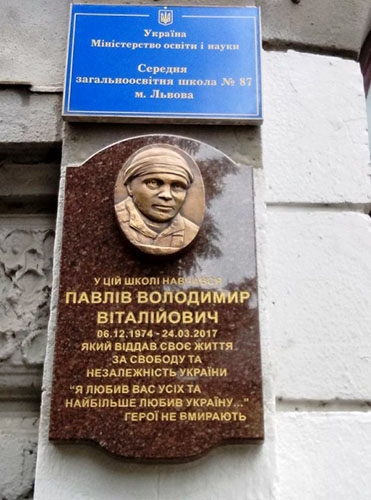 Україна
Міністерство освіти і науки
Середня
загальноосвітня школа № 87
м. Львова
У ЦІЙ ШКОЛІ НАВЧАВСЯ
ПАВЛІВ ВОЛОДИМИР
ВІТАЛІЙОВИЧ
06.12.1974 - 24.03.2017
ЯКИЙ ВІДДАВ СВОЄ ЖИТТЯ
ЗА СВОБОДУ ТА
НЕЗАЛЕЖНІСТЬ УКРАЇНИ
"Я ЛЮБИВ ВАС УСІХ ТА
НАЙБІЛЬШЕ ЛЮБИВ УКРАЇНУ..."
ГЕРОЇ НЕ ВМИРАЮТЬ